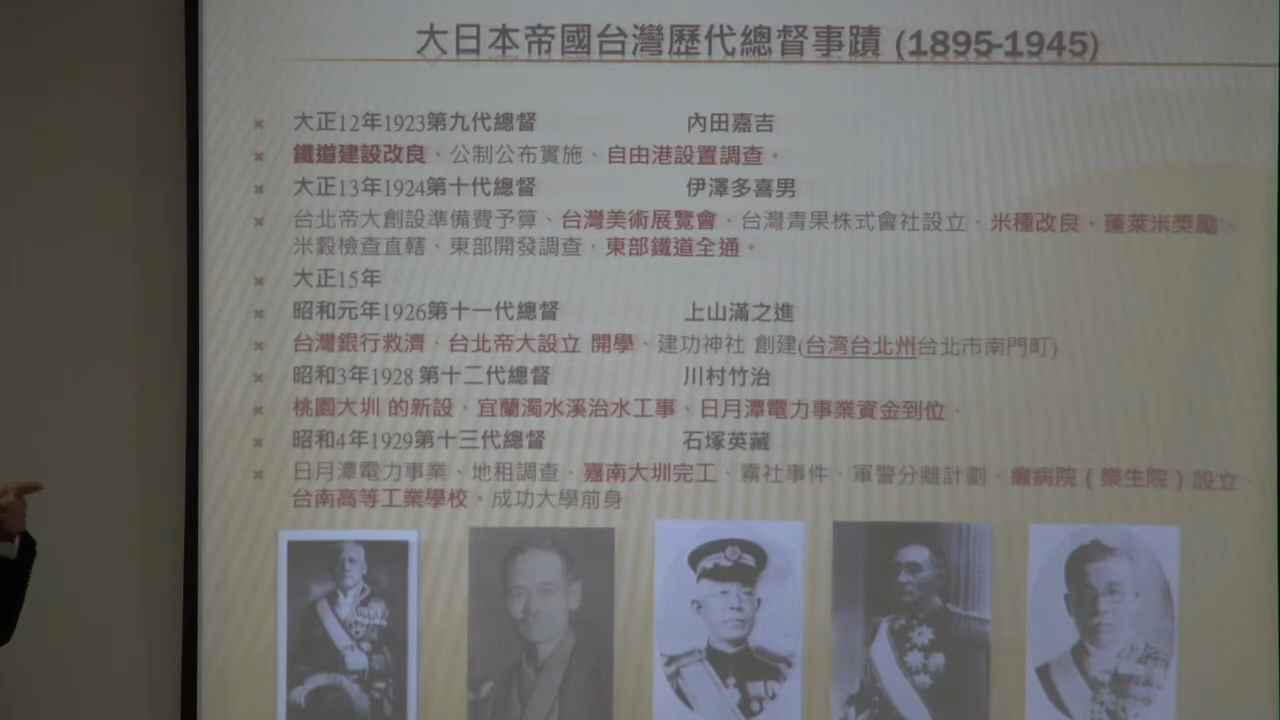 大日本帝國台灣歷代總督事蹟 (1895-1945)
大正12年1923第九代總督 內田嘉吉
鐵道建設改良、公制公布實施、自由港設置調查。
大正13年1924第十代總督 伊澤多喜男
台北帝大創設準備費予算、台灣美術展覽會、台灣青果株式會社設立、米種改良、蓬萊米獎勵、
米穀檢查直轄、東部開發調查、東部鐵道全通。
大正15年
昭和元年1926第十一代總督 上山滿之進
台灣銀行救濟、台北帝大設立 開學、建功神社 創建(台湾台北州台北市南門町)
昭和3年1928 第十二代總督 川村竹治
桃園大圳 的新設、宜蘭濁水溪治水工事、日月潭電力事業資金到位、
昭和4年1929第十三代總督 石塚英藏
日月潭電力事業、地租調查、嘉南大圳完工、霧社事件、軍警分離計劃、癩病院（樂生院）設立、
台南高等工業學校。成功大學前身